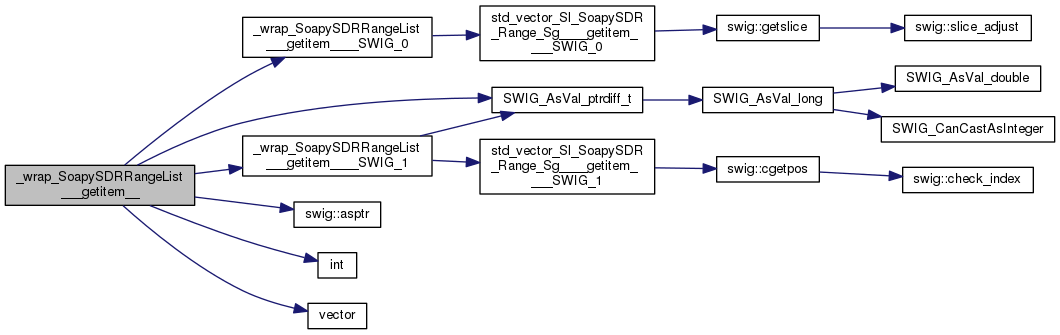 _wrap_SoapySDRRangeList
___getitem____SWIG_0
std_vector_Sl_SoapySDR
_Range_Sg____getitem_
___SWIG_0
swig::getslice
swig::slice_adjust
SWIG_AsVal_ptrdiff_t
SWIG_AsVal_long
SWIG_AsVal_double
SWIG_CanCastAsInteger
_wrap_SoapySDRRangeList
___getitem____SWIG_1
std_vector_Sl_SoapySDR
_Range_Sg____getitem_
___SWIG_1
swig::cgetpos
swig::check_index
_wrap_SoapySDRRangeList
___getitem__
swig::asptr
int
vector